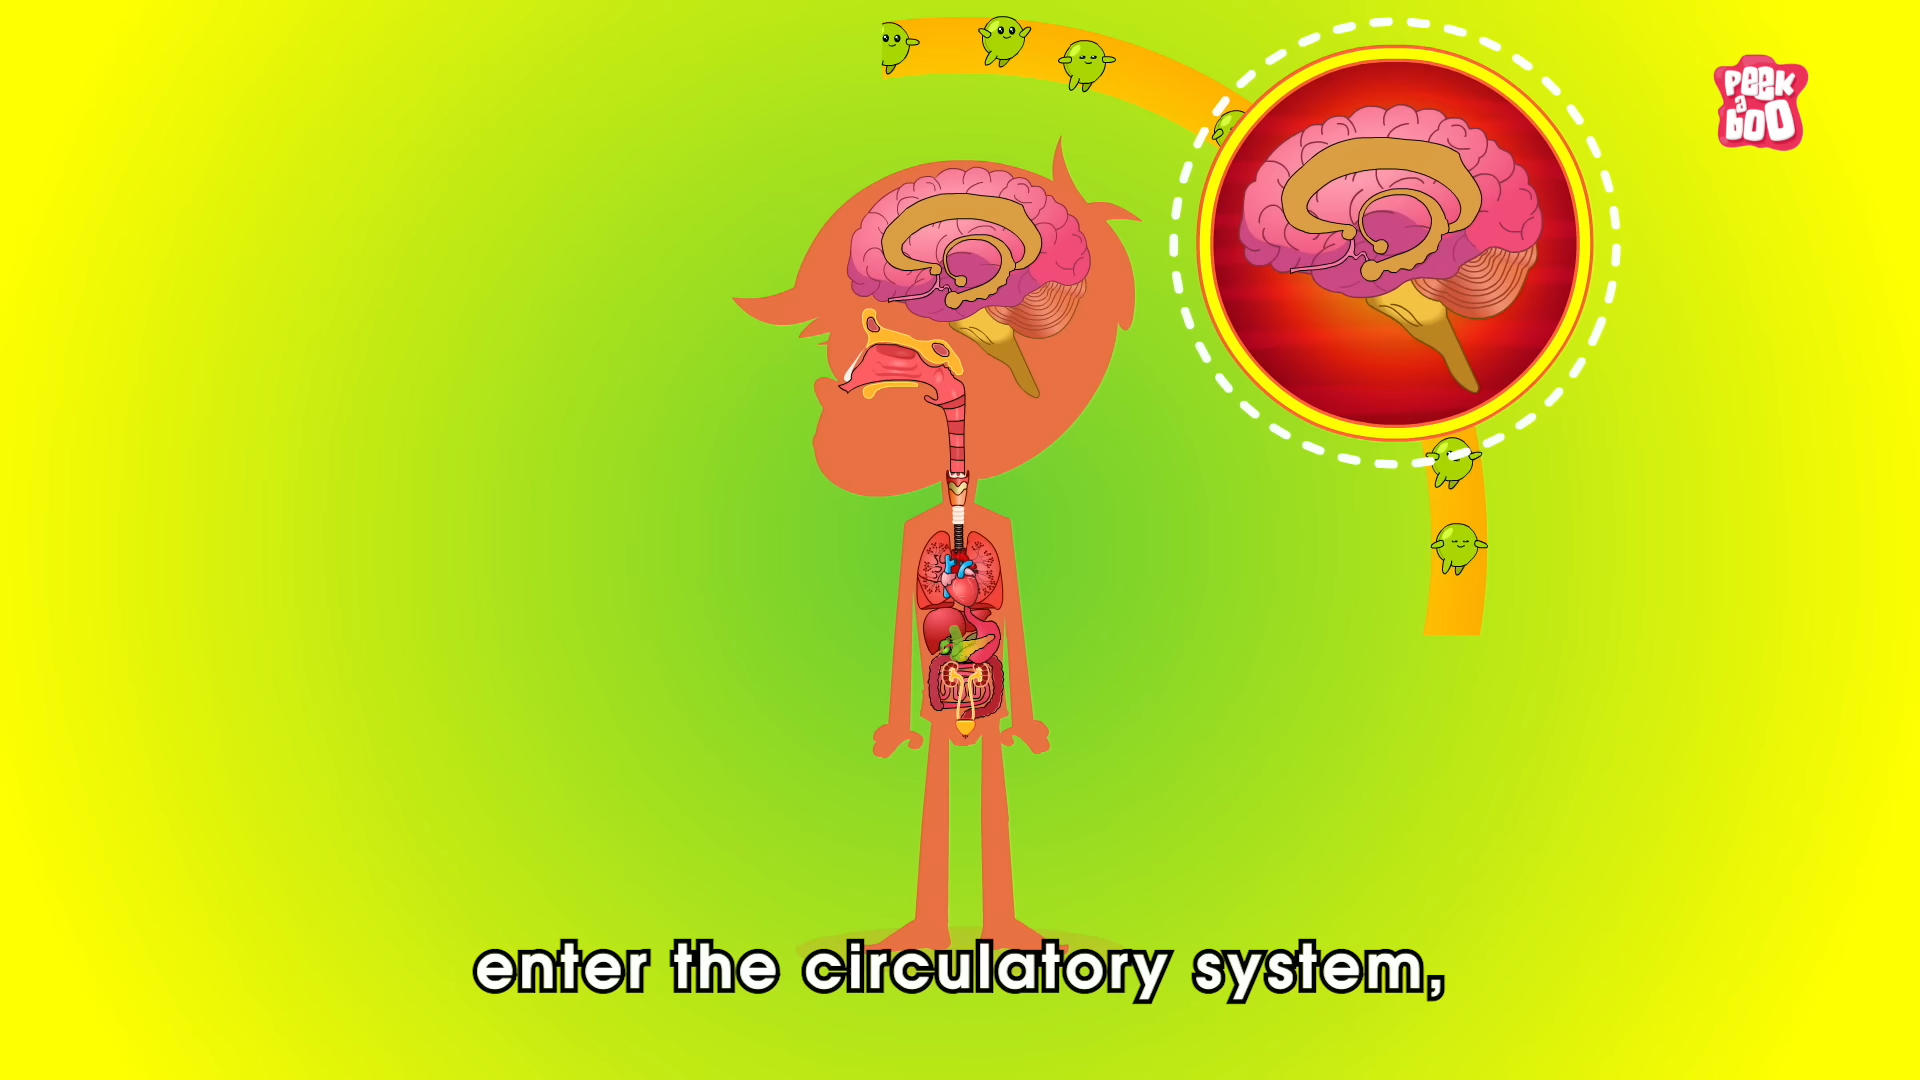 PEEK
a
boo
enter the circulatory system,